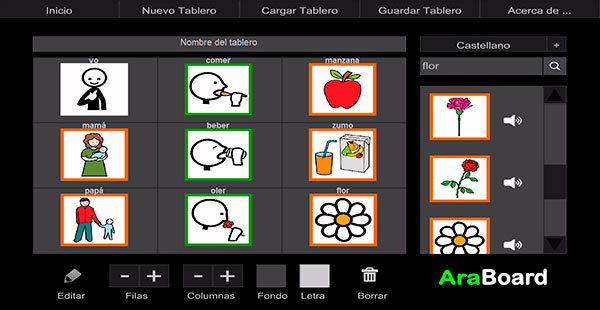 Inicio
Nuevo Tablero
Cargar Tablero
Guardar Tablero
Acerca de ...
Nombre del tablero
yo
comer
manzana
mamá
beber
zumo
papá
oler
flor
Castellano +
flor
Editar
- +
Filas
- +
Columnas
Fondo
Letra
Borrar
AraBoard